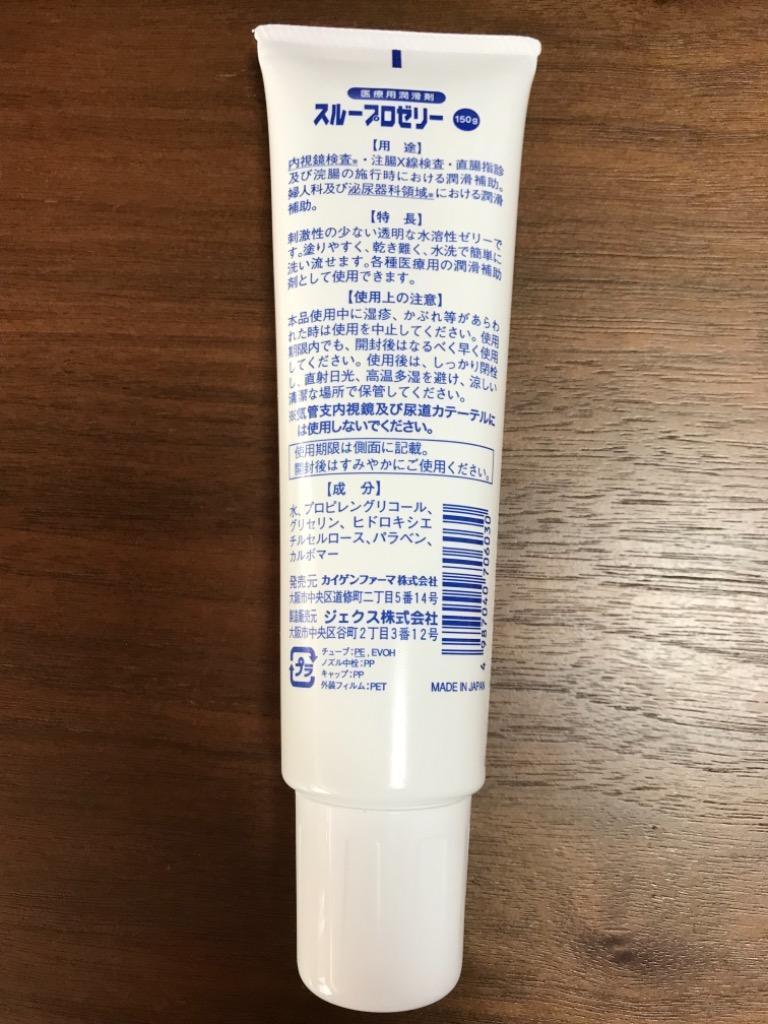 医療用潤滑剤
スループロゼリー 150g
【用 途】
内視鏡検査※・注腸X線検査・直腸指診
及び浣腸の施行時における潤滑補助。
婦人科及び泌尿器科領域※における潤滑
補助。
【特 長】
刺激性の少ない透明な水溶性ゼリーで
す。塗りやすく、乾き難く、水洗で簡単に
洗い流せます。各種医療用の潤滑補助
剤として使用できます。
【使用上の注意】
本品使用中に湿疹、かぶれ等があらわ
れた時は使用を中止してください。使用
期限内でも、開封後はなるべく早く使用
してください。使用後は、しっかり閉栓
し、直射日光、高温多湿を避け、涼しい
清潔な場所で保管してください。
※気管支内視鏡及び尿道カテーテルに
は使用しないでください。
使用期限は側面に記載。
開封後はすみやかにご使用ください。
【成 分】
水、プロピレングリコール、
グリセリン、ヒドロキシエ
チルセルロース、パラベン、
カルボマー
発売元 カイゲンファーマ株式会社
大阪市中央区道修町二丁目5番14号
製造販売元 ジェクス株式会社
大阪市中央区谷町2丁目3番12号
プラ
チューブ:PE, EVOH
ノズル中栓:PP
キャップ:PP
外装フィルム:PET
MADE IN JAPAN
4 987040 706030